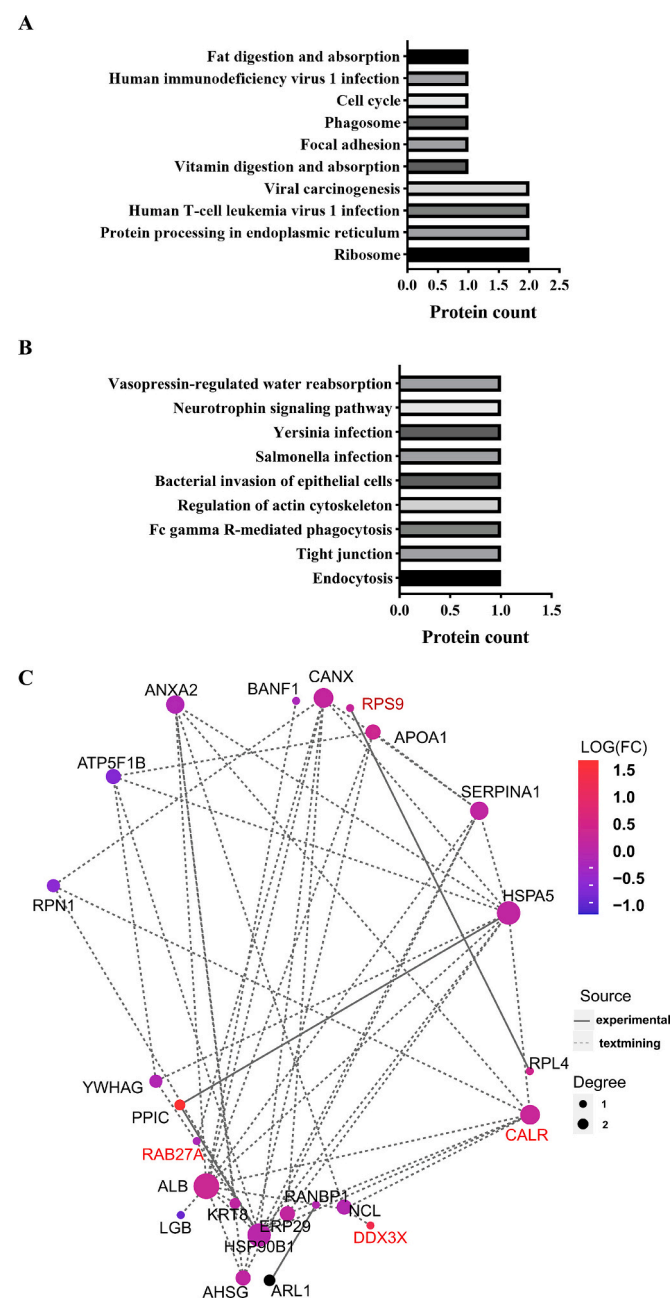 A
Fat digestion and absorption
Human immunodeficiency virus 1 infection
Cell cycle
Phagosome
Focal adhesion
Vitamin digestion and absorption
Viral carcinogenesis
Human T-cell leukemia virus 1 infection
Protein processing in endoplasmic reticulum
Ribosome
0.0 0.5 1.0 1.5 2.0 2.5
Protein count
B
Vasopressin-regulated water reabsorption
Neurotrophin signaling pathway
Yersinia infection
Salmonella infection
Bacterial invasion of epithelial cells
Regulation of actin cytoskeleton
Fc gamma R-mediated phagocytosis
Tight junction
Endocytosis
0.0 0.5 1.0 1.5
Protein count
C
ANXA2
BANF1
CANX
RPS9
APOA1
ATP5F1B
SERPINA1
RPN1
HSPA5
YWHAG
PPIC
RPL4
RAB27A
CALR
ALB
LGB
KRT8
RANBP1
ERP29
NCL
HSP90B1
DDX3X
AHSG
ARL1
LOG(FC)
1.5
1.0
0.5
0.0
−0.5
−1.0
Source
experimental
textmining
Degree
1
2